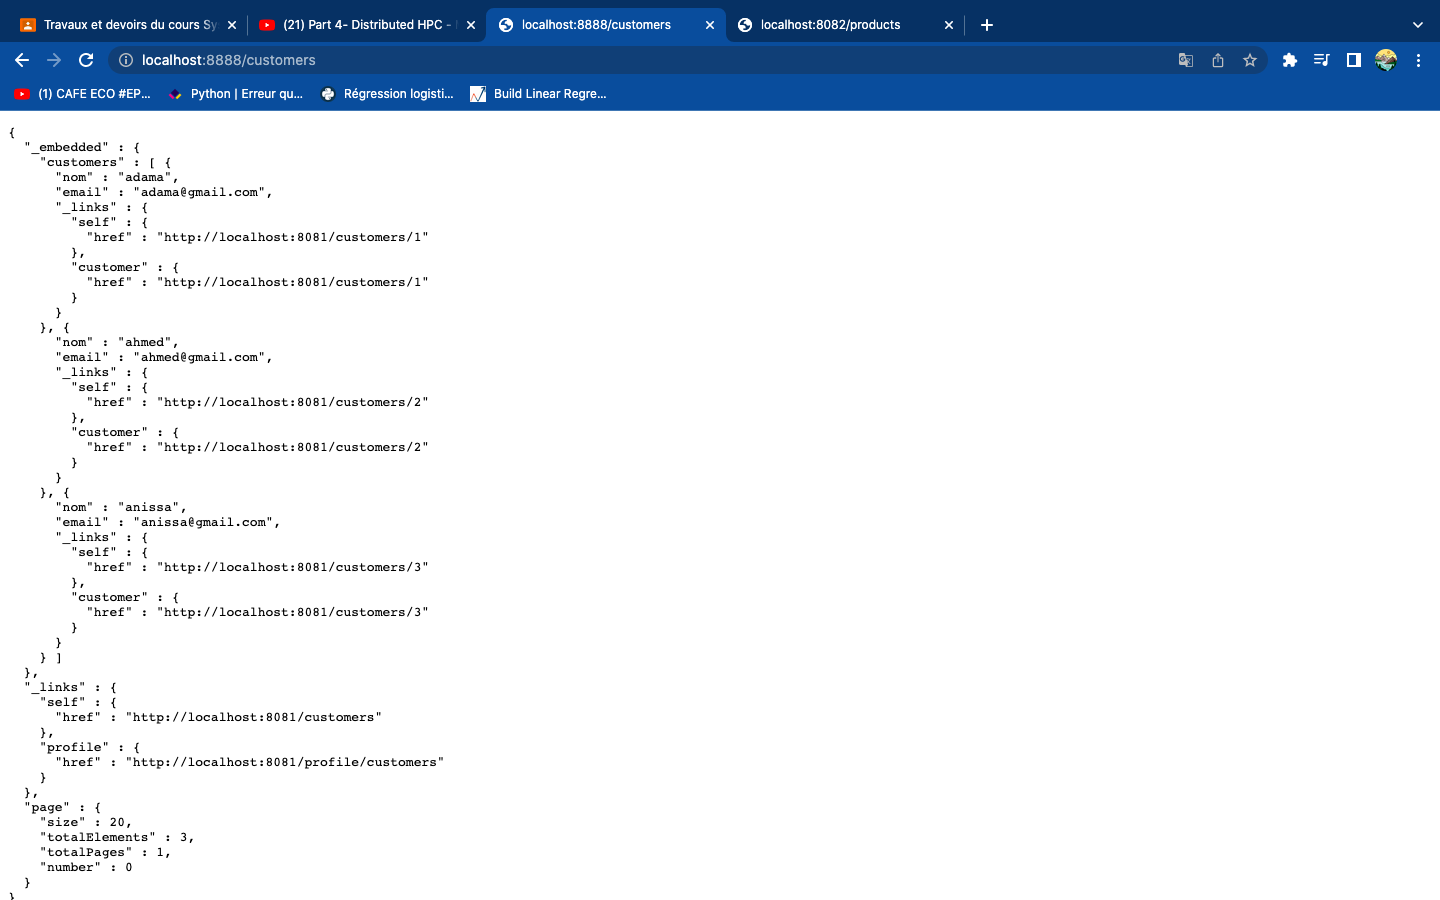 Travaux et devoirs du cours Sy
(21) Part 4- Distributed HPC -
localhost:8888/customers
localhost:8082/products
localhost:8888/customers
(1) CAFE ECO #EP...
Python | Erreur qu...
Régression logisti...
Build Linear Regre...
{
  "_embedded" : {
    "customers" : [ {
      "nom" : "adama",
      "email" : "adama@gmail.com",
      "_links" : {
        "self" : {
          "href" : "http://localhost:8081/customers/1"
        },
        "customer" : {
          "href" : "http://localhost:8081/customers/1"
        }
      }
    }, {
      "nom" : "ahmed",
      "email" : "ahmed@gmail.com",
      "_links" : {
        "self" : {
          "href" : "http://localhost:8081/customers/2"
        },
        "customer" : {
          "href" : "http://localhost:8081/customers/2"
        }
      }
    }, {
      "nom" : "anissa",
      "email" : "anissa@gmail.com",
      "_links" : {
        "self" : {
          "href" : "http://localhost:8081/customers/3"
        },
        "customer" : {
          "href" : "http://localhost:8081/customers/3"
        }
      }
    } ]
  },
  "_links" : {
    "self" : {
      "href" : "http://localhost:8081/customers"
    },
    "profile" : {
      "href" : "http://localhost:8081/profile/customers"
    }
  },
  "page" : {
    "size" : 20,
    "totalElements" : 3,
    "totalPages" : 1,
    "number" : 0
  }
}